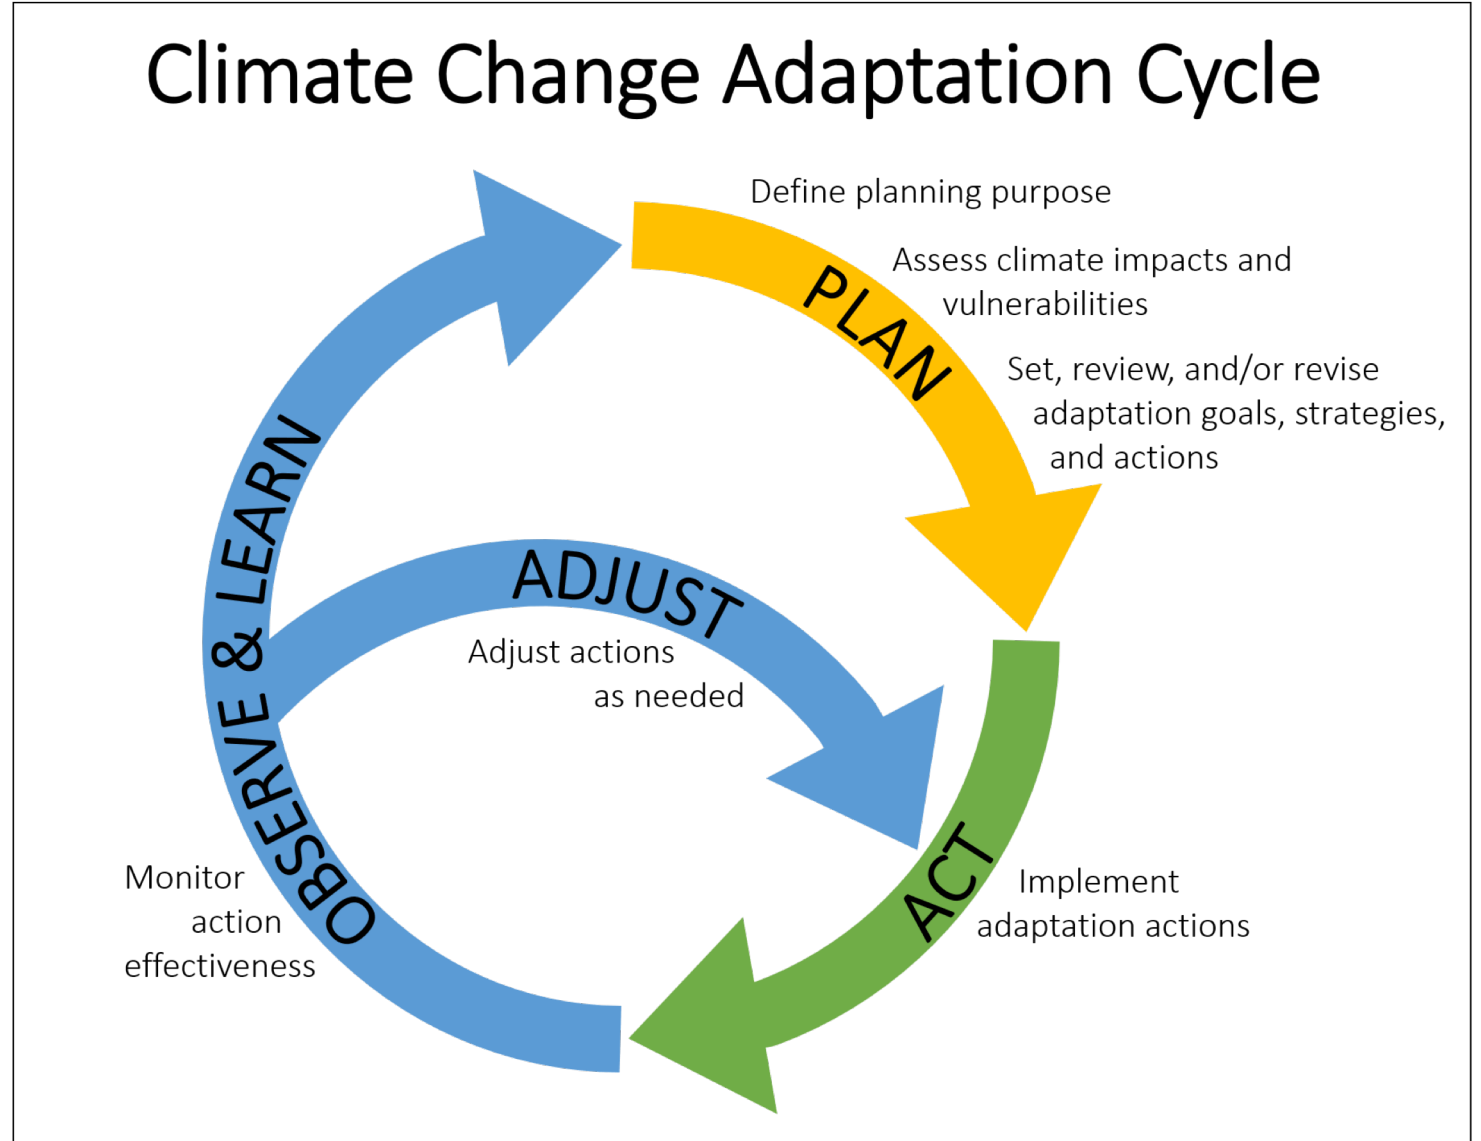 Climate Change Adaptation Cycle
Define planning purpose
Assess climate impacts and
vulnerabilities
Set, review, and/or revise
adaptation goals, strategies,
and actions
PLAN
ADJUST
Adjust actions
as needed
ACT
Implement
adaptation actions
OBSERVE & LEARN
Monitor
action
effectiveness